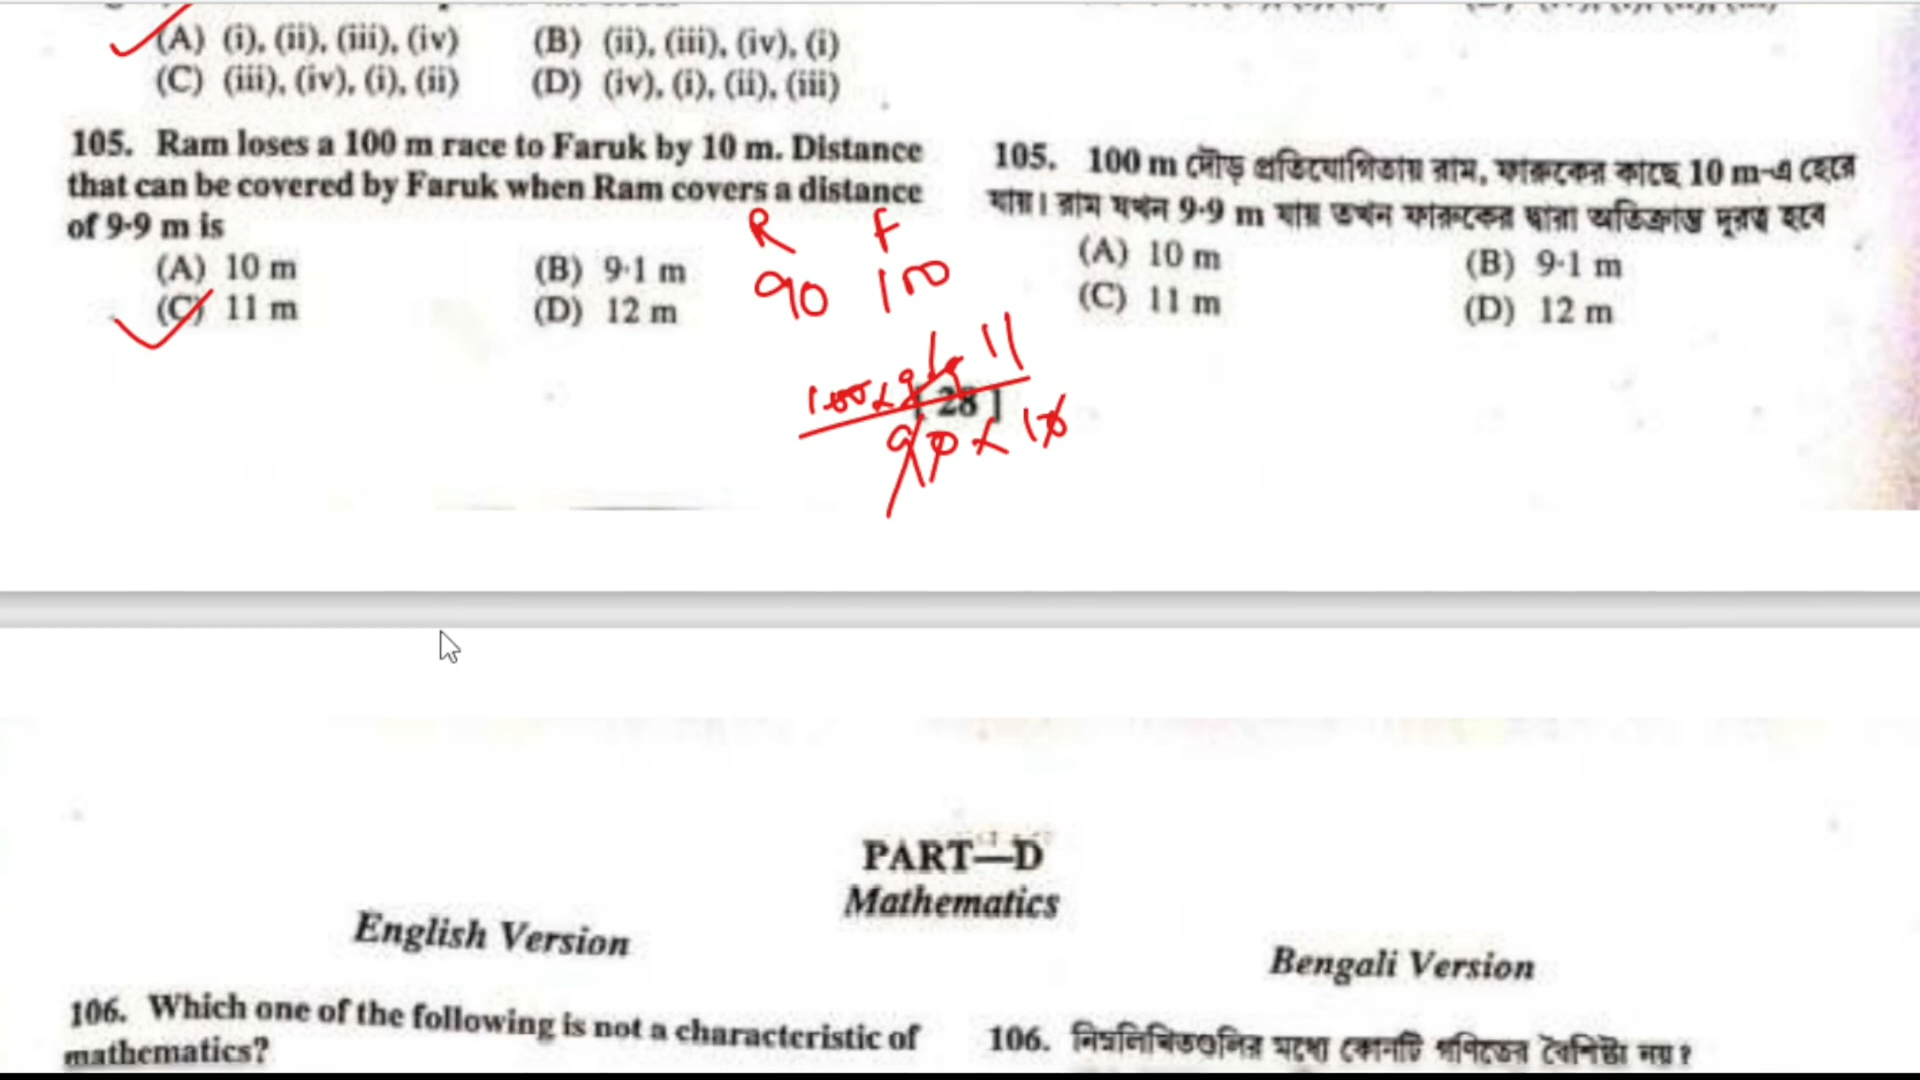 (A) (i), (ii), (iii), (iv) (B) (ii), (iii), (iv), (i)
(C) (iii), (iv), (i), (ii) (D) (iv), (i), (ii), (iii)
105. Ram loses a 100 m race to Faruk by 10 m. Distance
that can be covered by Faruk when Ram covers a distance
of 9·9 m is
(A) 10 m (B) 9·1 m
(C) 11 m (D) 12 m
R F
90 100
11
100 x 99
90 x 10
[ 28 ]
105. 100 m দৌড় প্রতিযোগিতায় রাম, ফারুকের কাছে 10 m-এ হেরে
যায়। রাম যখন 9·9 m যায় তখন ফারুকের দ্বারা অতিক্রান্ত দূরত্ব হবে
(A) 10 m (B) 9·1 m
(C) 11 m (D) 12 m
PART—D
Mathematics
English Version
Bengali Version
106. Which one of the following is not a characteristic of
mathematics?
106. নিম্নলিখিতগুলির মধ্যে কোনটি গণিতের বৈশিষ্ট্য নয় ?